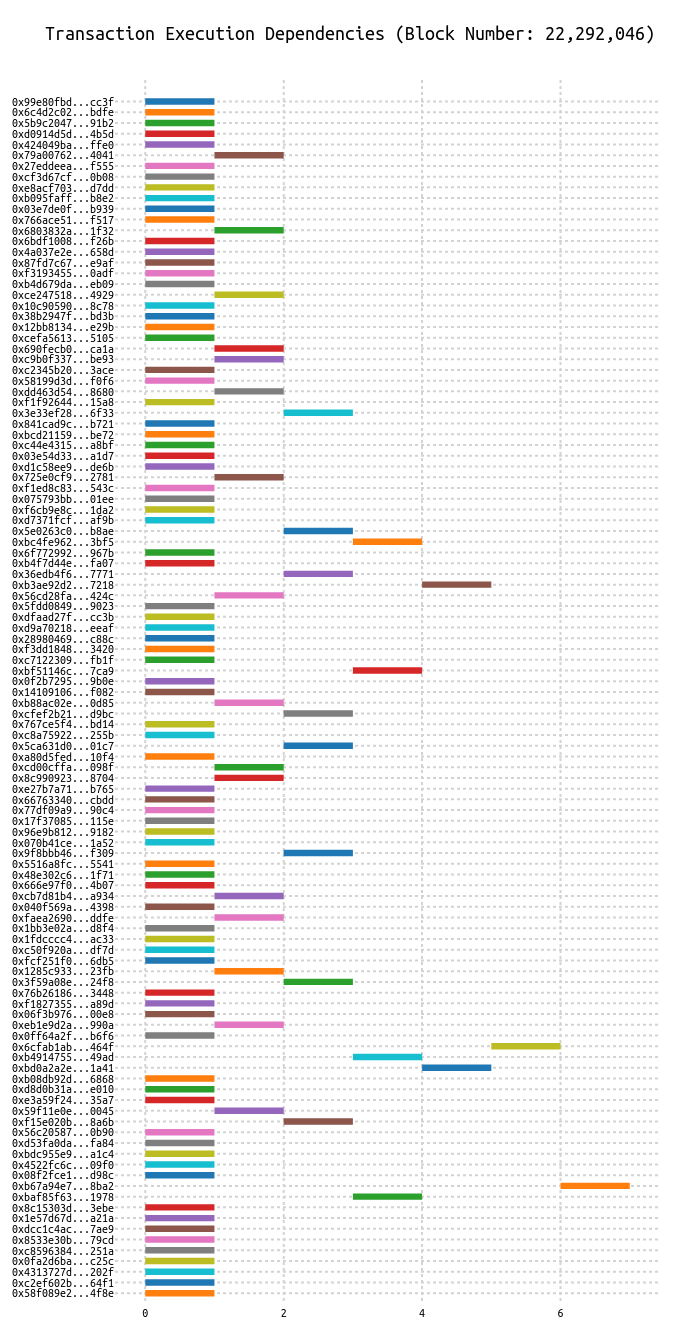 Transaction Execution Dependencies (Block Number: 22,292,046)
0x99e80fbd...cc3f
0x6c4d2c02...bdfe
0x5b9c2047...91b2
0xd0914d5d...4b5d
0x424049ba...ffe0
0x79a00762...4041
0x27eddeea...f555
0xcf3d67cf...0b08
0xe8acf703...d7dd
0xb095faff...b8e2
0x03e7de0f...b939
0x766ace51...f517
0x6803832a...1f32
0x6bdf1008...f26b
0x4a037e2e...658d
0x87fd7c67...e9af
0xf3193455...0adf
0xb4d679da...eb09
0xce247518...4929
0x10c90590...8c78
0x38b2947f...bd3b
0x12bb8134...e29b
0xcefa5613...5105
0x690fecb0...ca1a
0xc9b0f337...be93
0xc2345b20...3ace
0x58199d3d...f0f6
0xdd463d54...8680
0xf1f92644...15a8
0x3e33ef28...6f33
0x841cad9c...b721
0xbcd21159...be72
0xc44e4315...a8bf
0x03e54d33...a1d7
0xd1c58ee9...de6b
0x725e0cf9...2781
0xf1ed8c83...543c
0x075793bb...01ee
0xf6cb9e8c...1da2
0xd7371fcf...af9b
0x5e0263c0...b8ae
0xbc4fe962...3bf5
0x6f772992...967b
0xb4f7d44e...fa07
0x36edb4f6...7771
0xb3ae92d2...7218
0x56cd28fa...424c
0x5fdd0849...9023
0xdfaad27f...cc3b
0xd9a70218...eeaf
0x28980469...c88c
0xf3dd1848...3420
0xc7122309...fb1f
0xbf51146c...7ca9
0x0f2b7295...9b0e
0x14109106...f082
0xb88ac02e...0d85
0xcfef2b21...d9bc
0x767ce5f4...bd14
0xc8a75922...255b
0x5ca631d0...01c7
0xa80d5fed...10f4
0xcd00cffa...098f
0x8c990923...8704
0xe27b7a71...b765
0x66763340...cbdd
0x77df09a9...90c4
0x17f37085...115e
0x96e9b812...9182
0x070b41ce...1a52
0x9f8bbb46...f309
0x5516a8fc...5541
0x48e302c6...1f71
0x666e97f0...4b07
0xcb7d81b4...a934
0x040f569a...4398
0xfaea2690...ddfe
0x1bb3e02a...d8f4
0x1fdcccc4...ac33
0xc50f920a...df7d
0xfcf251f0...6db5
0x1285c933...23fb
0x3f59a08e...24f8
0x76b26186...3448
0xf1827355...a89d
0x06f3b976...00e8
0xeb1e9d2a...990a
0x0ff64a2f...b6f6
0x6cfab1ab...464f
0xb4914755...49ad
0xbd0a2a2e...1a41
0xb08db92d...6868
0xd8d0b31a...e010
0xe3a59f24...35a7
0x59f11e0e...0045
0xf15e020b...8a6b
0x56c20587...0b90
0xd53fa0da...fa84
0xbdc955e9...a1c4
0x4522fc6c...09f0
0x08f2fce1...d98c
0xb67a94e7...8ba2
0xbaf85f63...1978
0x8c15303d...3ebe
0x1e57d67d...a21a
0xdcc1c4ac...7ae9
0x8533e30b...79cd
0xc8596384...251a
0x0fa2d6ba...c25c
0x4313727d...202f
0xc2ef602b...64f1
0x58f089e2...4f8e
0 2 4 6